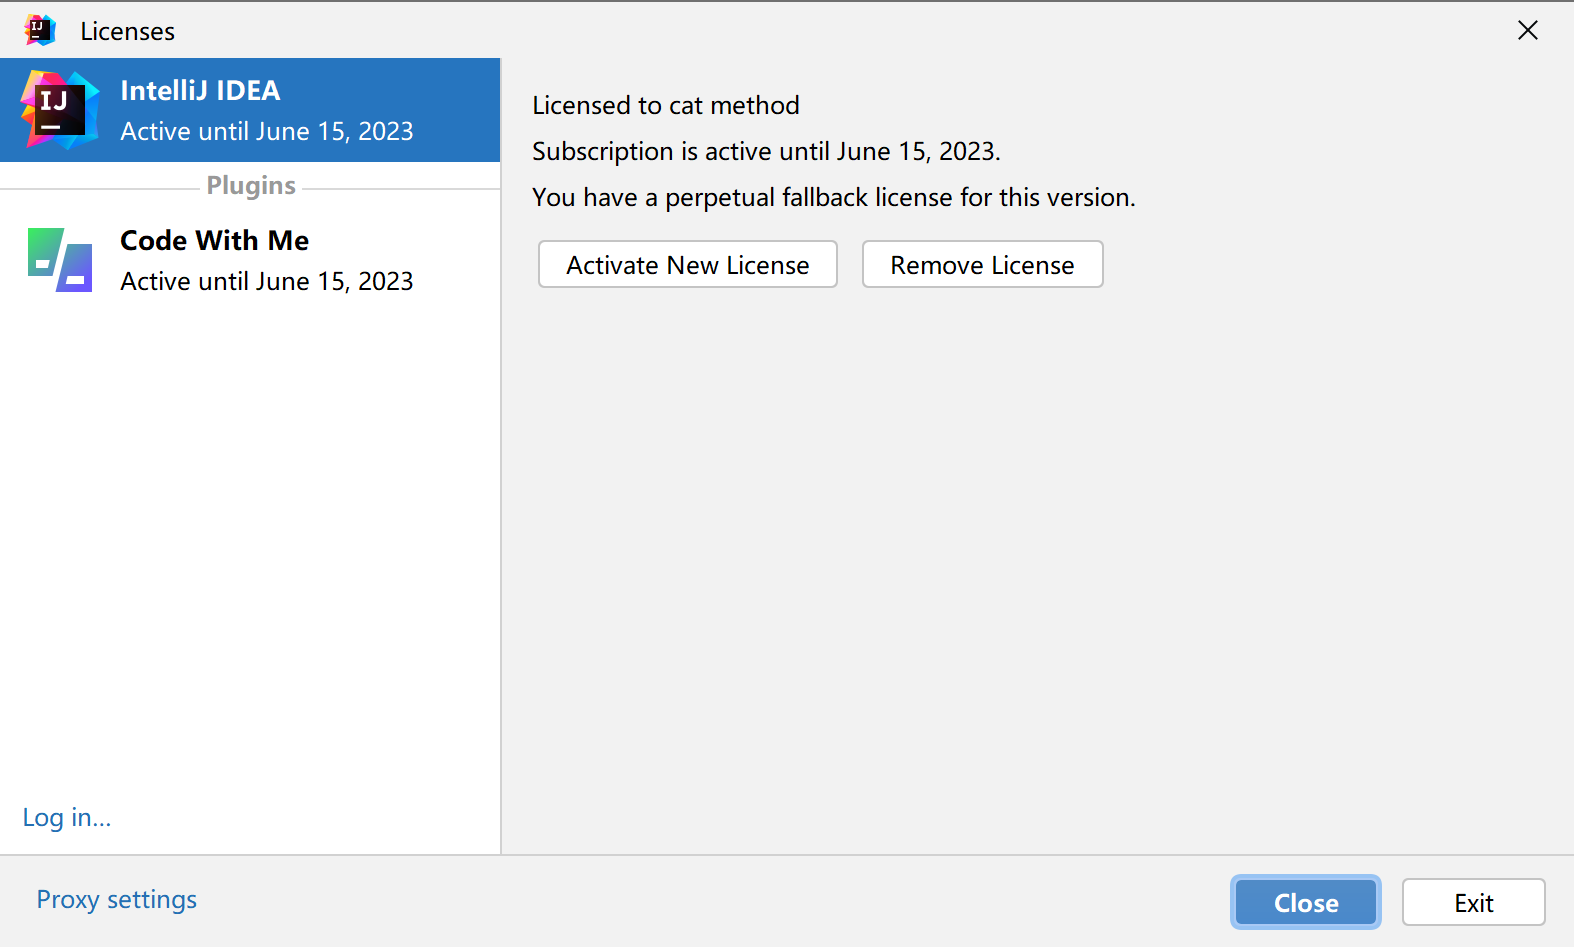 Licenses
IJ
IntelliJ IDEA
Active until June 15, 2023
Plugins
Code With Me
Active until June 15, 2023
Log in...
Licensed to cat method
Subscription is active until June 15, 2023.
You have a perpetual fallback license for this version.
Activate New License
Remove License
Proxy settings
Close
Exit